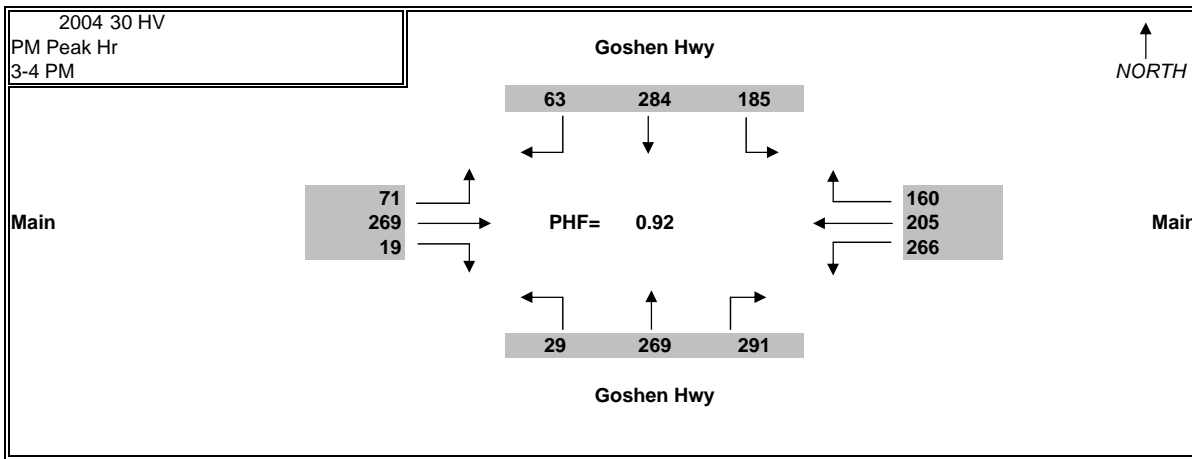 2004 30 HV
PM Peak Hr
3-4 PM
Goshen Hwy
NORTH
63 284 185
71
269
19
Main
PHF= 0.92
160
205
266
Main
29 269 291
Goshen Hwy